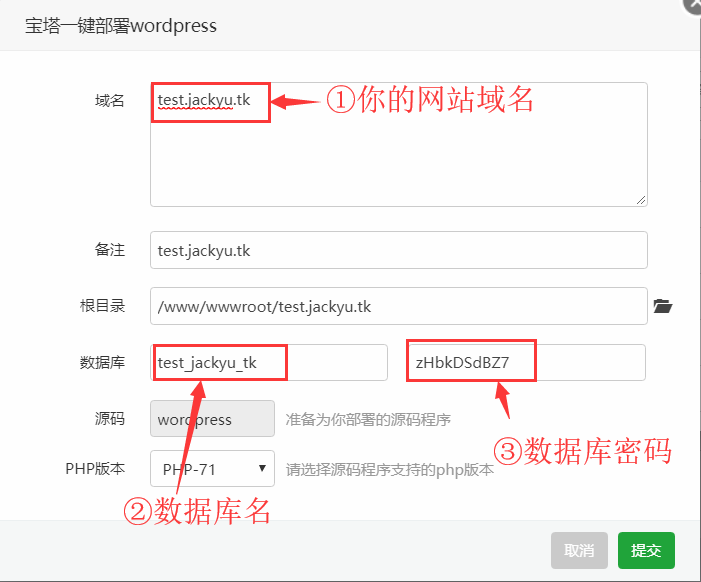 宝塔一键部署wordpress
域名 test.jackyu.tk ①你的网站域名
备注 test.jackyu.tk
根目录 /www/wwwroot/test.jackyu.tk
数据库 test_jackyu_tk zHbkDSdBZ7
源码 wordpress 准备为你部署的源码程序
③数据库密码
PHP版本 PHP-71 请选择源码程序支持的php版本
②数据库名
取消 提交